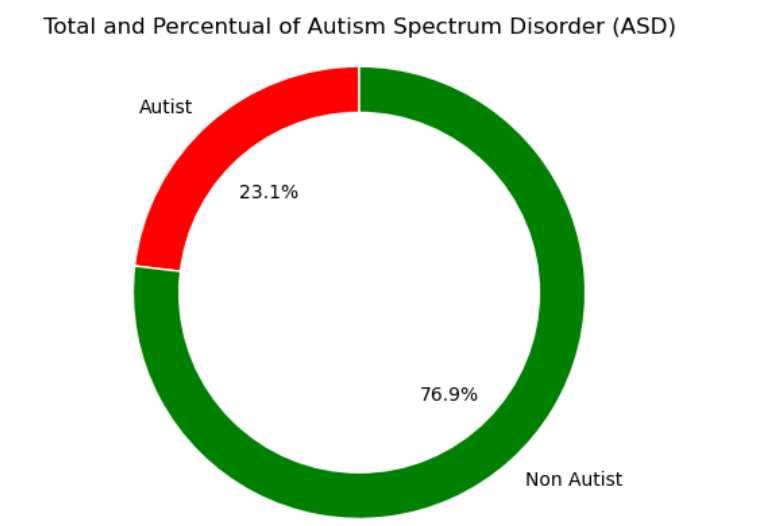 Total and Percentual of Autism Spectrum Disorder (ASD)
Autist
23.1%
76.9%
Non Autist